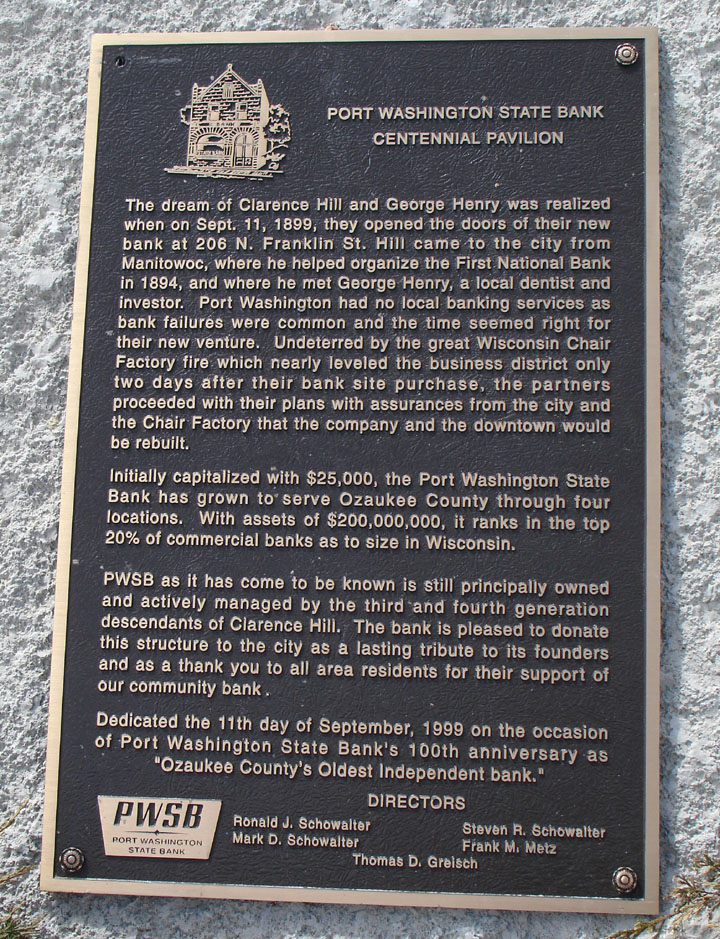 BANK
PORT WASHINGTON STATE BANK
CENTENNIAL PAVILION
The dream of Clarence Hill and George Henry was realized
when on Sept. 11, 1899, they opened the doors of their new
bank at 206 N. Franklin St. Hill came to the city from
Manitowoc, where he helped organize the First National Bank
in 1894, and where he met George Henry, a local dentist and
investor. Port Washington had no local banking services as
bank failures were common and the time seemed right for
their new venture. Undeterred by the great Wisconsin Chair
Factory fire which nearly leveled the business district only
two days after their bank site purchase, the partners
proceeded with their plans with assurances from the city and
the Chair Factory that the company and the downtown would
be rebuilt.
Initially capitalized with $25,000, the Port Washington State
Bank has grown to serve Ozaukee County through four
locations. With assets of $200,000,000, it ranks in the top
20% of commercial banks as to size in Wisconsin.
PWSB as it has come to be known is still principally owned
and actively managed by the third and fourth generation
descendants of Clarence Hill. The bank is pleased to donate
this structure to the city as a lasting tribute to its founders
and as a thank you to all area residents for their support of
our community bank .
Dedicated the 11th day of September, 1999 on the occasion
of Port Washington State Bank's 100th anniversary as
"Ozaukee County's Oldest Independent bank."
DIRECTORS
PWSB
PORT WASHINGTON
STATE BANK
Ronald J. Schowalter Steven R. Schowalter
Mark D. Schowalter Frank M. Metz
Thomas D. Greisch